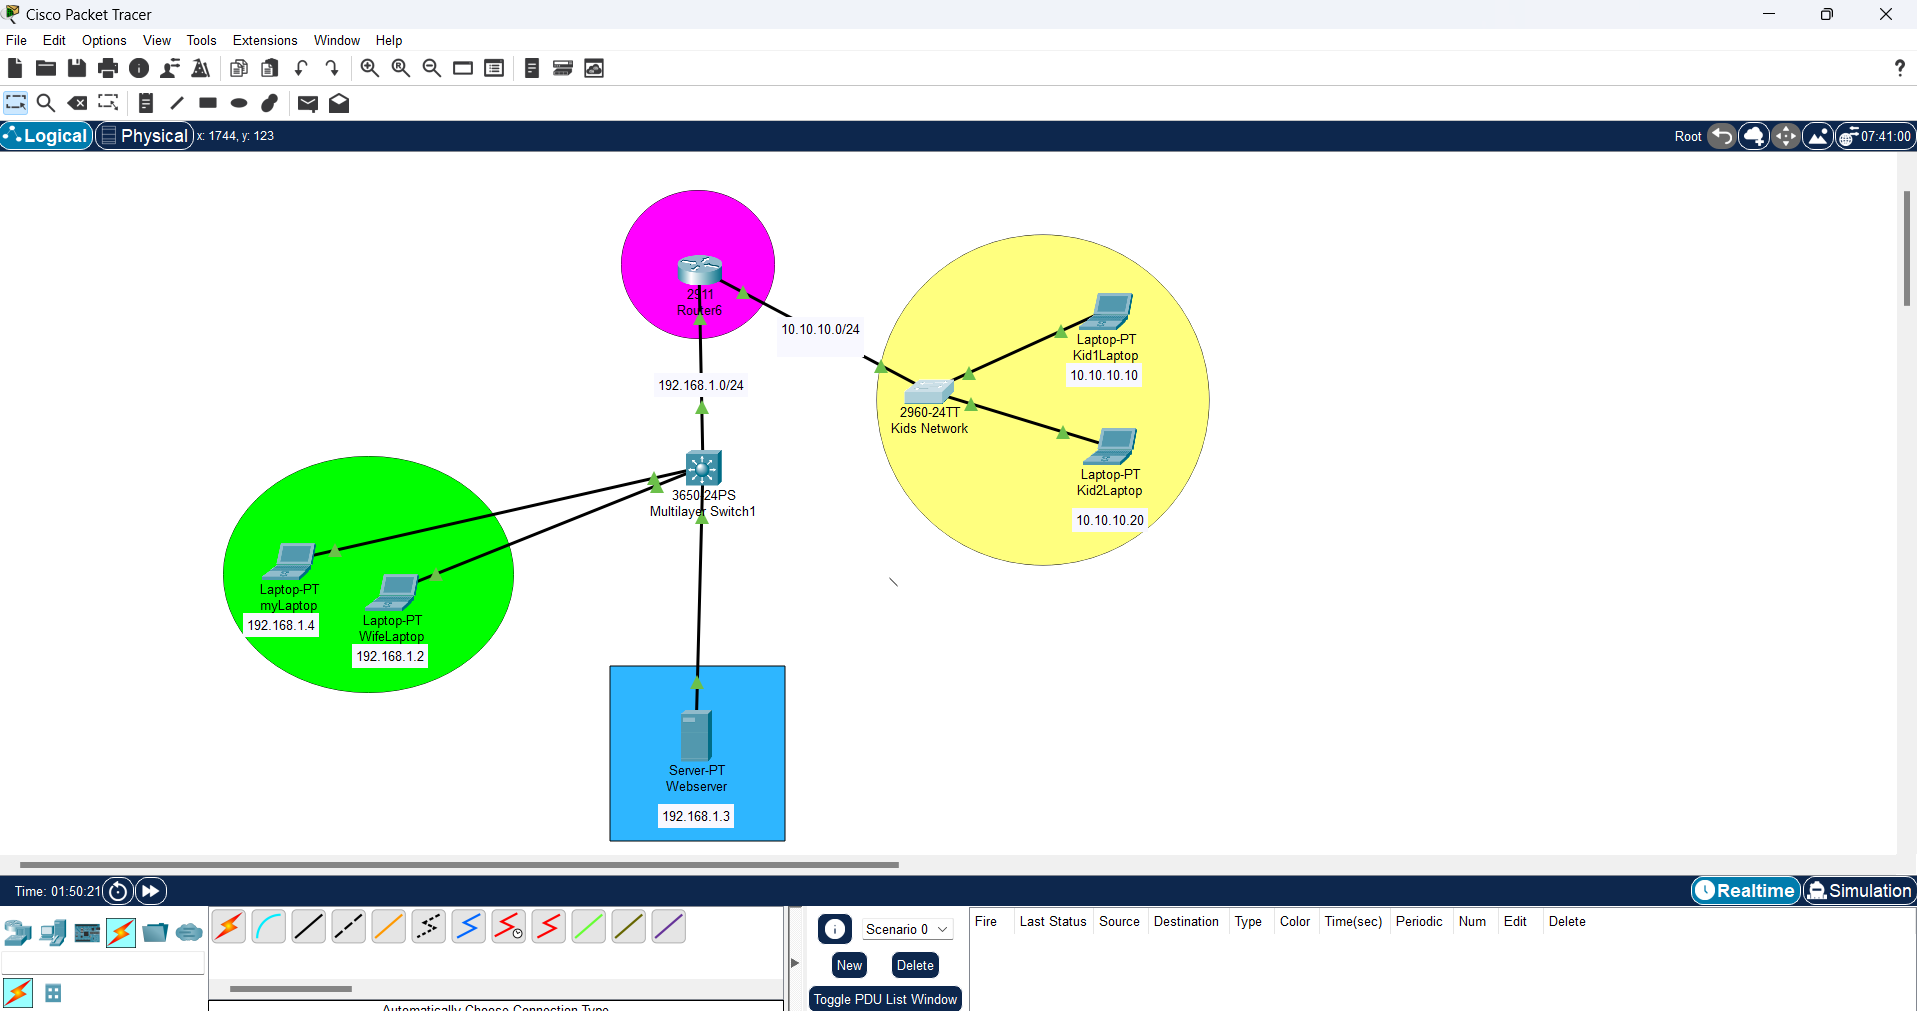 Cisco Packet Tracer
File Edit Options View Tools Extensions Window Help
Logical Physical x: 1744, y: 123 Root 07:41:00
2911
Router6
10.10.10.0/24
192.168.1.0/24
Laptop-PT
Kid1Laptop
10.10.10.10
2960-24TT
Kids Network
Laptop-PT
Kid2Laptop
10.10.10.20
3650-24PS
Multilayer Switch1
Laptop-PT
myLaptop
192.168.1.4
Laptop-PT
WifeLaptop
192.168.1.2
Server-PT
Webserver
192.168.1.3
Time: 01:50:21 Realtime Simulation
Scenario 0
New Delete
Toggle PDU List Window
Fire Last Status Source Destination Type Color Time(sec) Periodic Num Edit Delete
Automatically Choose Connection Type